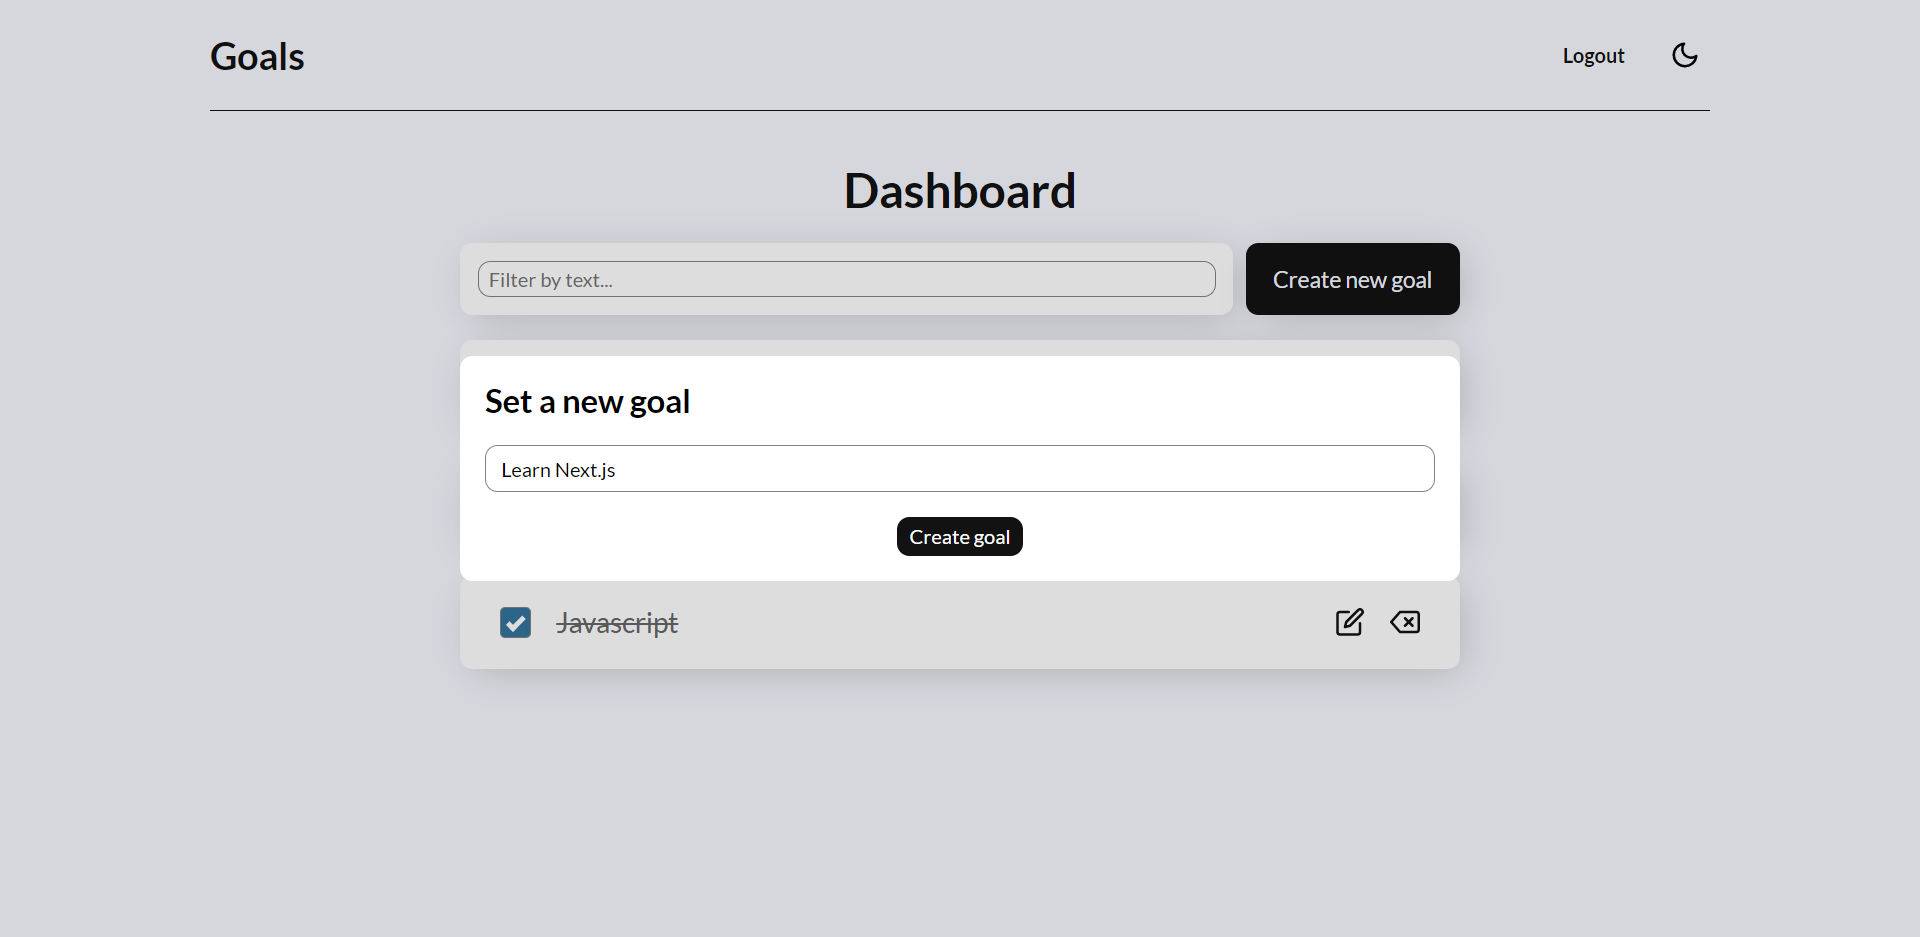 Goals
Logout
Dashboard
Filter by text...
Create new goal
Set a new goal
Learn Next.js
Create goal
Javascript